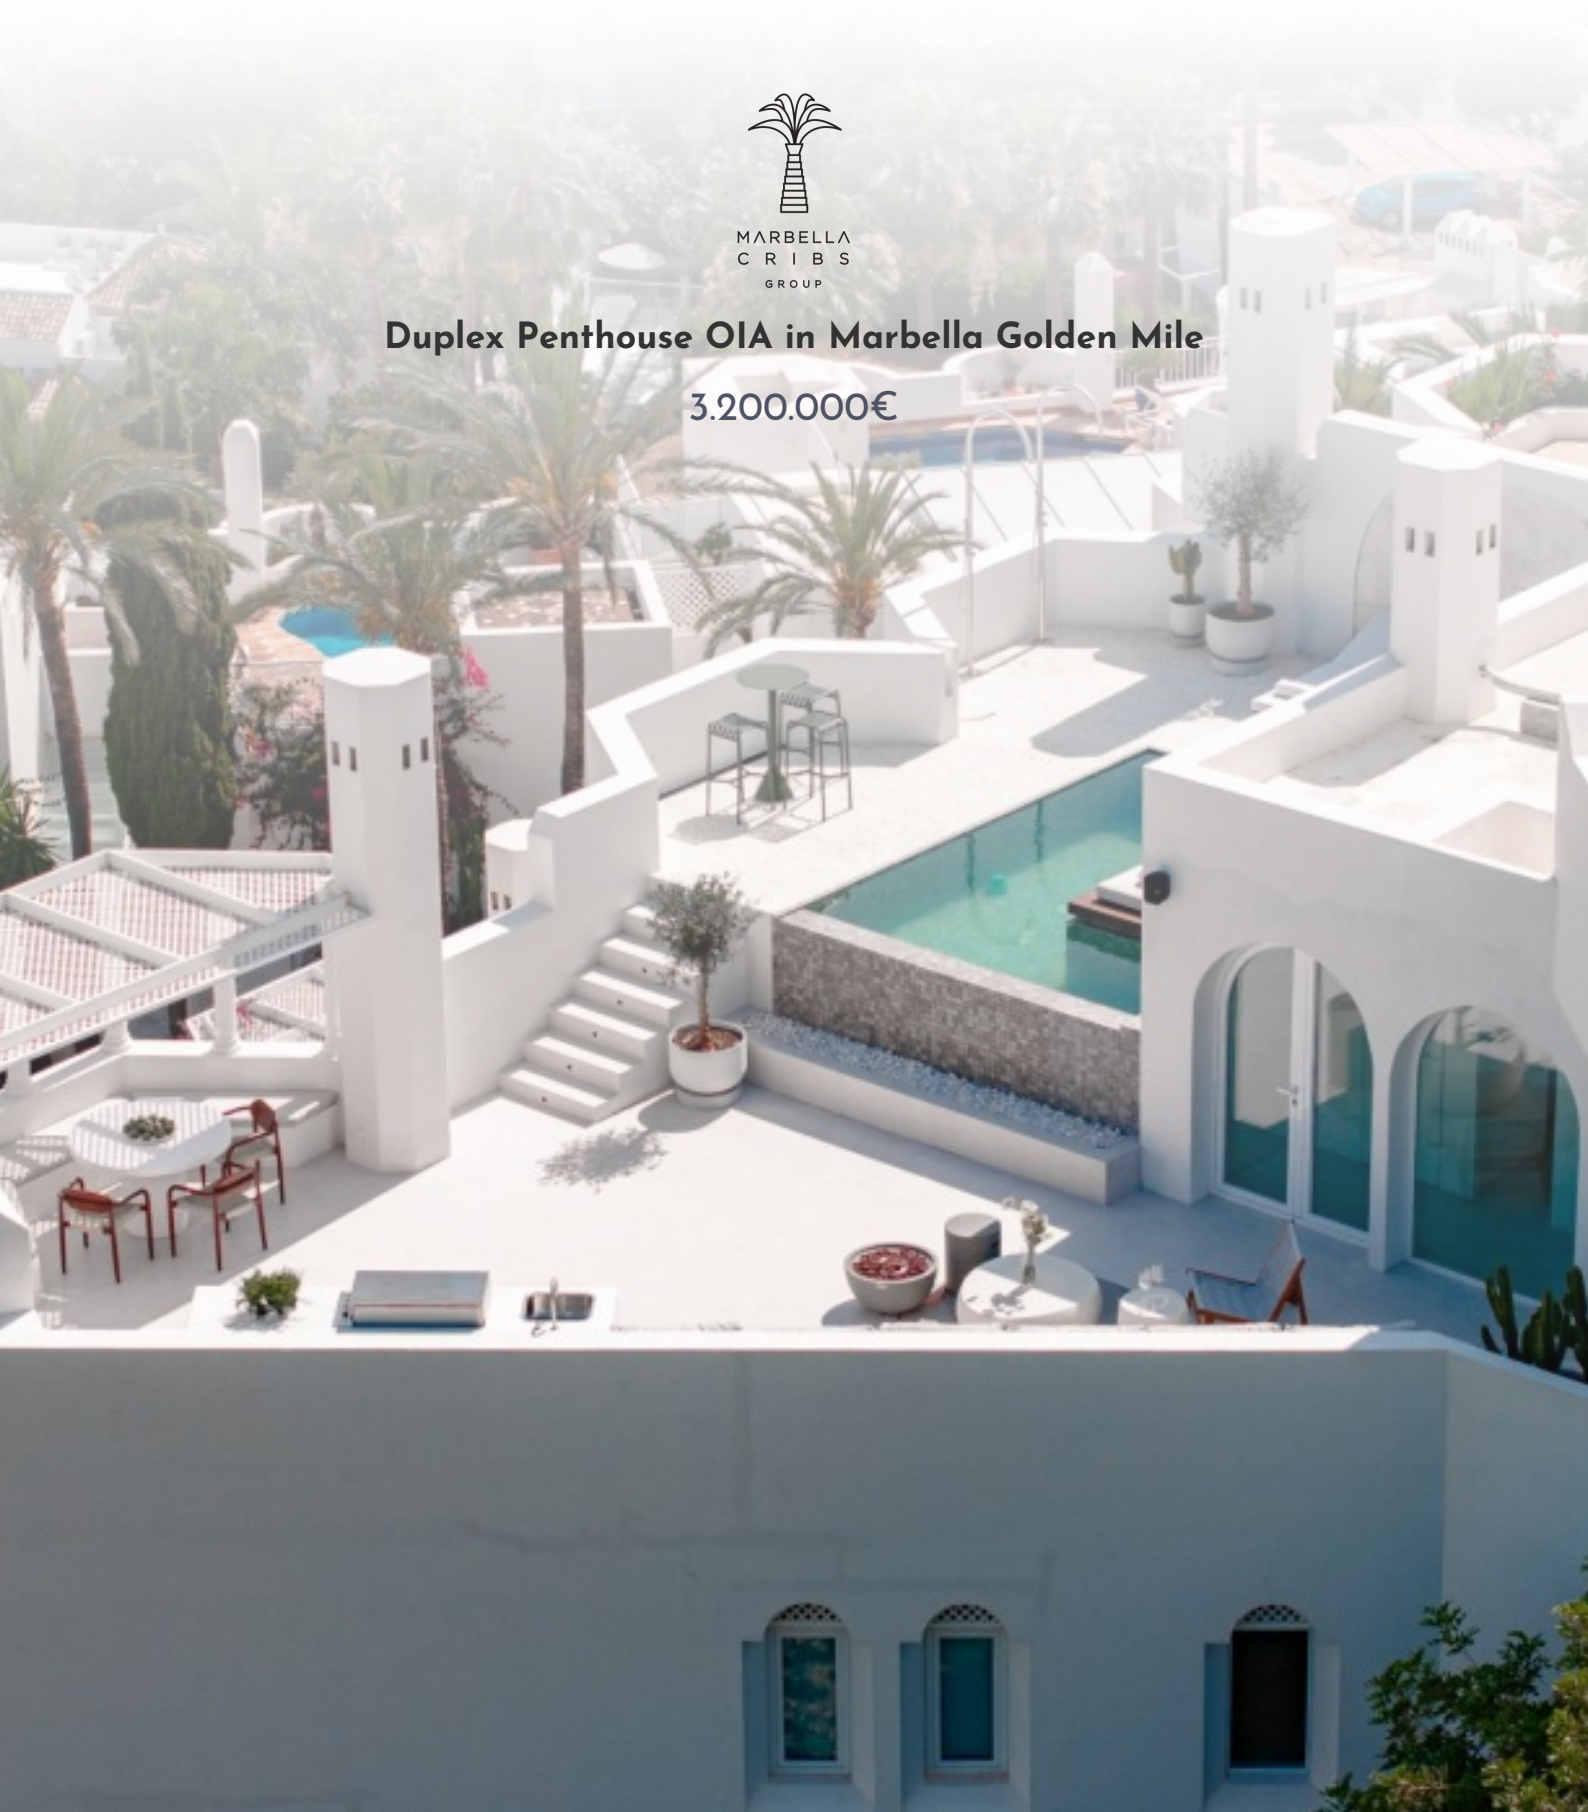 MARBELLA
CRIBS
GROUP
Duplex Penthouse OIA in Marbella Golden Mile
3.200.000€